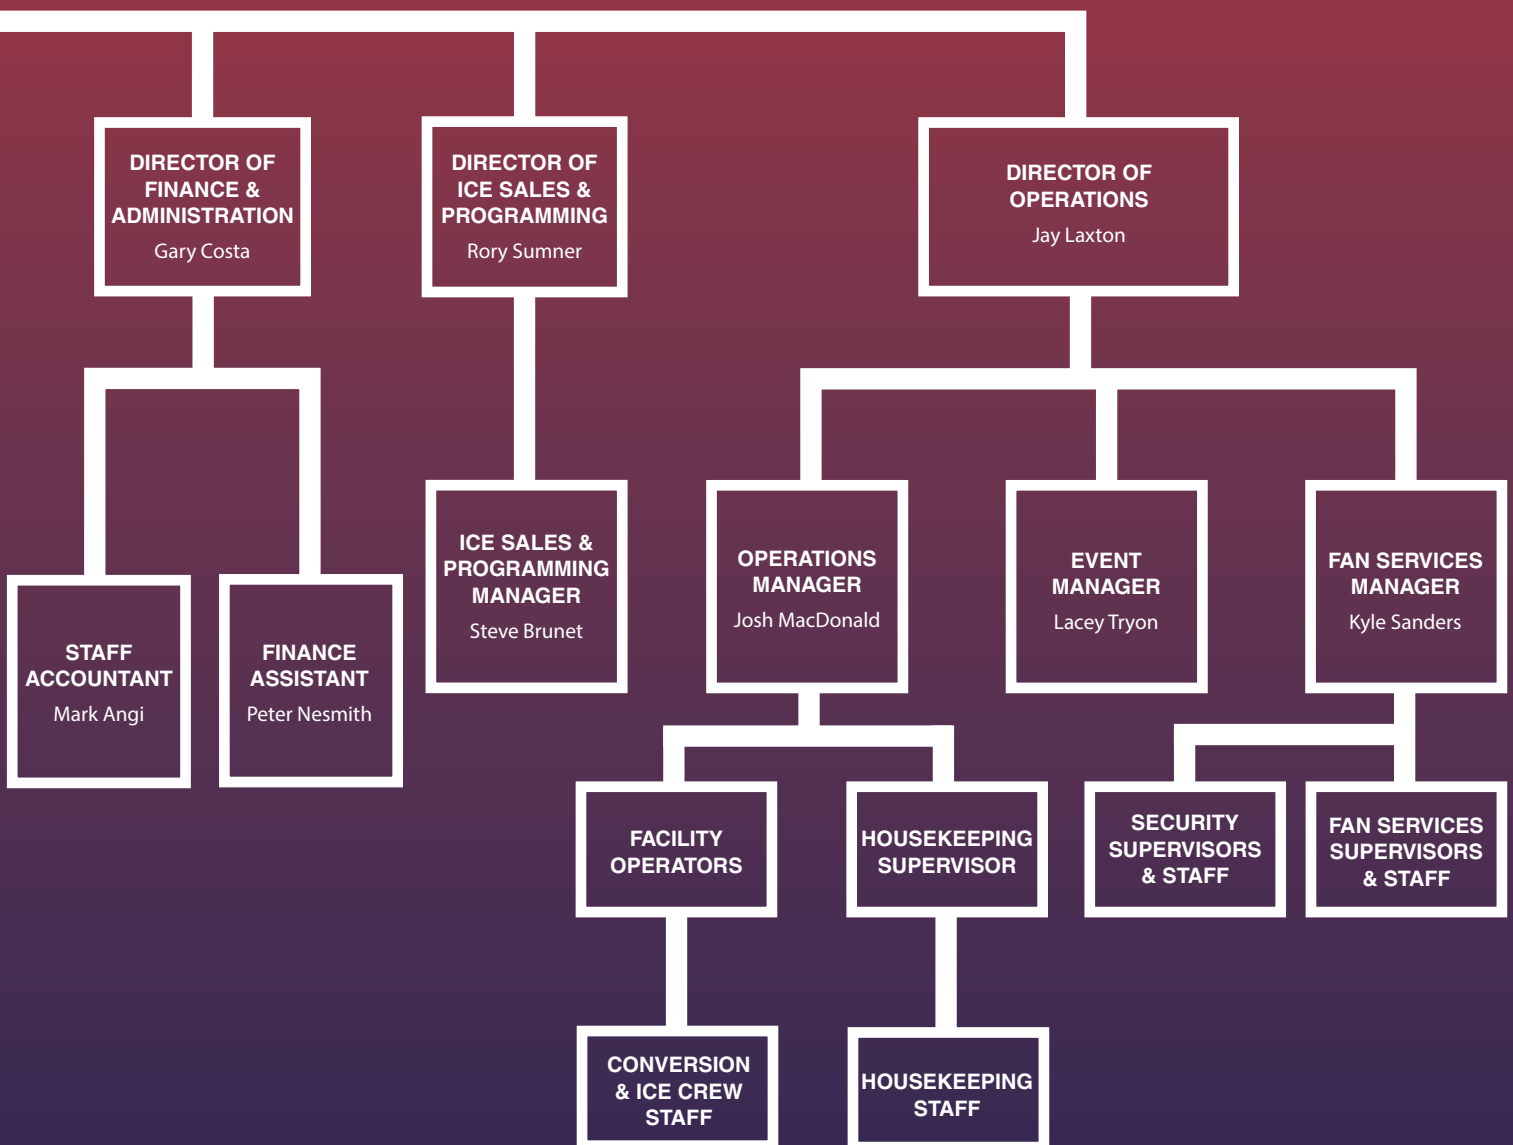 DIRECTOR OF
FINANCE &
ADMINISTRATION
Gary Costa
DIRECTOR OF
ICE SALES &
PROGRAMMING
Rory Sumner
DIRECTOR OF
OPERATIONS
Jay Laxton
STAFF
ACCOUNTANT
Mark Angi
FINANCE
ASSISTANT
Peter Nesmith
ICE SALES &
PROGRAMMING
MANAGER
Steve Brunet
OPERATIONS
MANAGER
Josh MacDonald
EVENT
MANAGER
Lacey Tryon
FAN SERVICES
MANAGER
Kyle Sanders
FACILITY
OPERATORS
HOUSEKEEPING
SUPERVISOR
SECURITY
SUPERVISORS
& STAFF
FAN SERVICES
SUPERVISORS
& STAFF
CONVERSION
& ICE CREW
STAFF
HOUSEKEEPING
STAFF